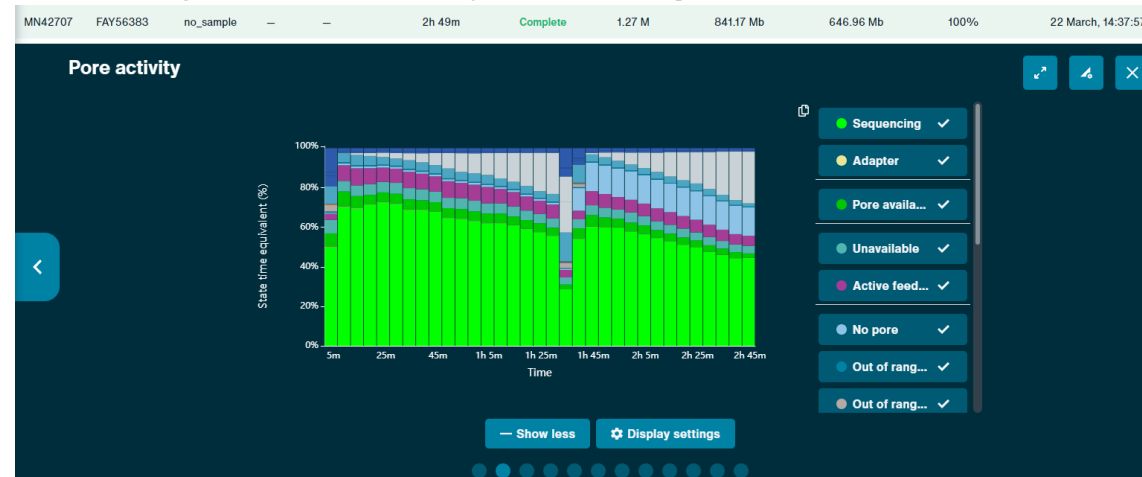 MN42707 FAY56383 no_sample — — 2h 49m Complete 1.27 M 841.17 Mb 646.96 Mb 100% 22 March, 14:37:57
Pore activity
State time equivalent (%)
100%
80%
60%
40%
20%
0%
5m 25m 45m 1h 5m 1h 25m 1h 45m 2h 5m 2h 25m 2h 45m
Time
Sequencing
Adapter
Pore availa...
Unavailable
Active feed...
No pore
Out of rang...
Out of rang...
— Show less
Display settings